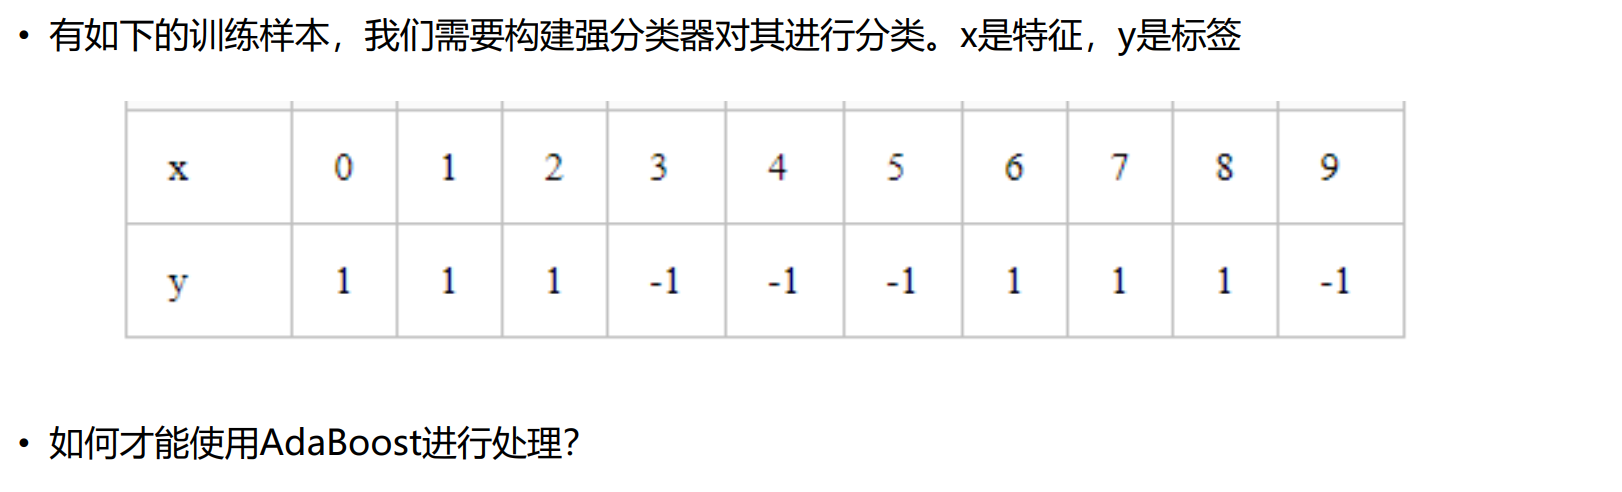 • 有如下的训练样本，我们需要构建强分类器对其进行分类。x是特征，y是标签
x 0 1 2 3 4 5 6 7 8 9
y 1 1 1 -1 -1 -1 1 1 1 -1
• 如何才能使用AdaBoost进行处理？